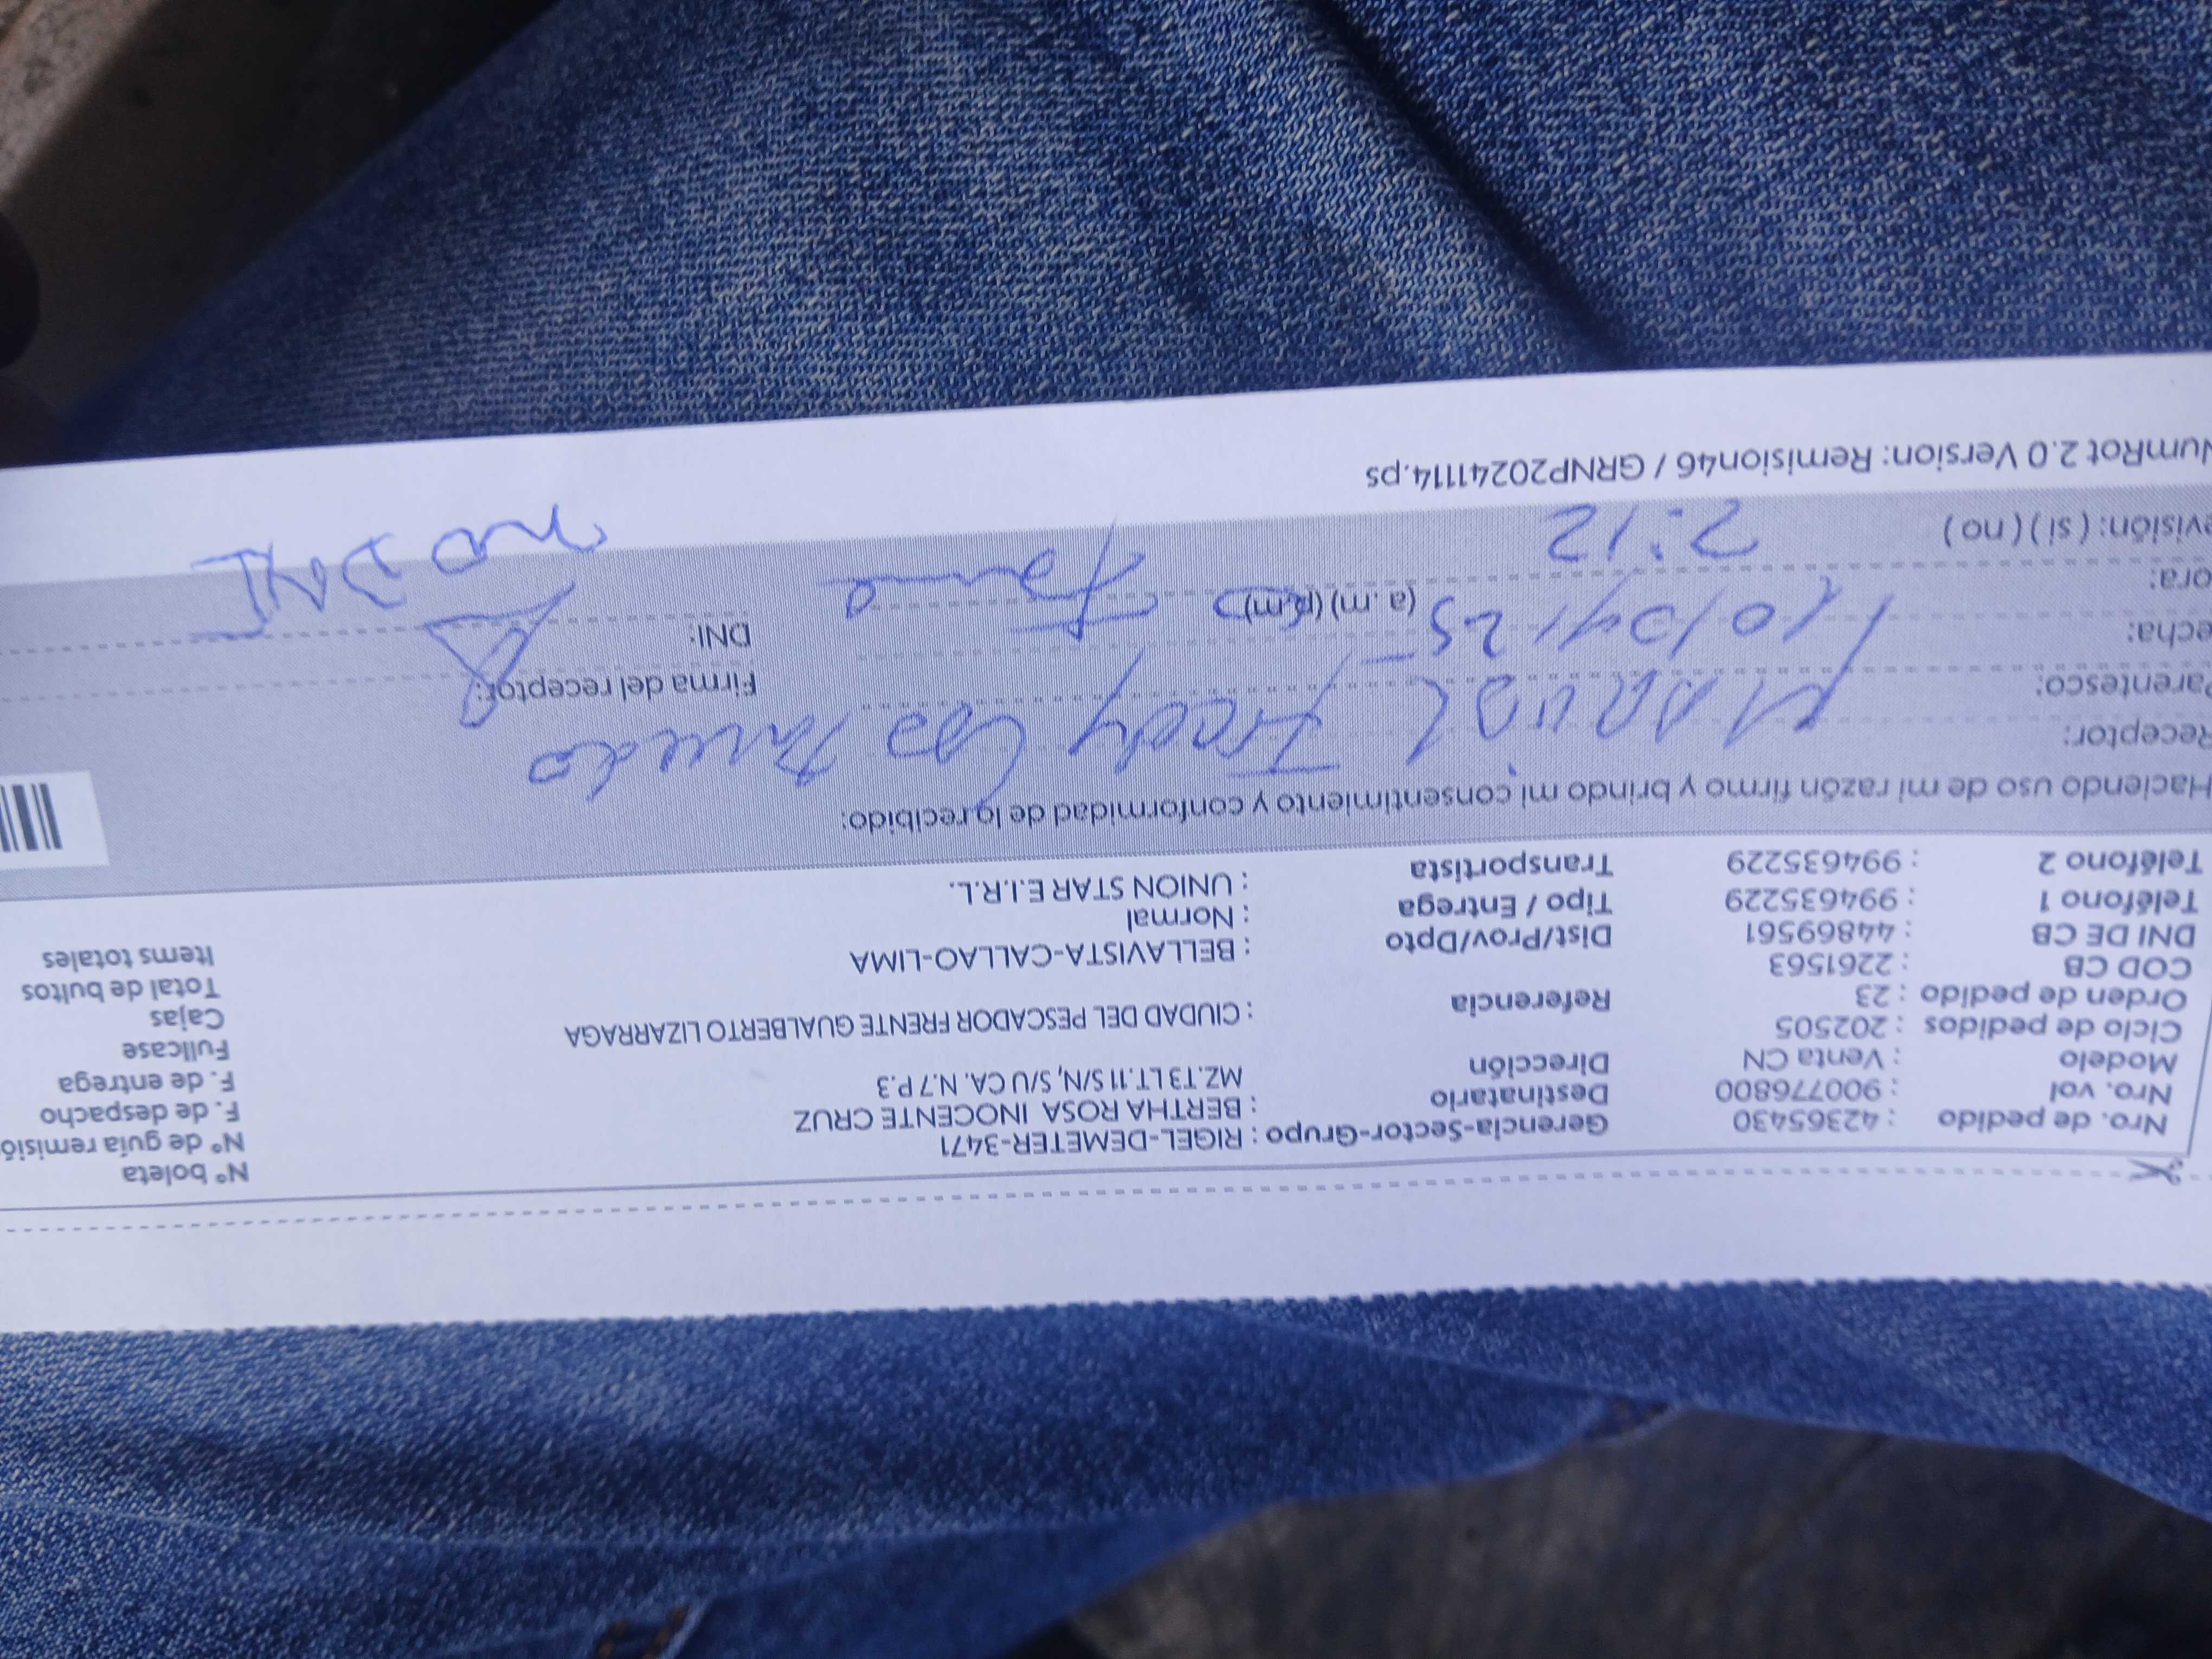 Nro. de pedido : 42365430 Gerencia-Sector-Grupo : RIGEL-DEMETER-3471 N° boleta
Nro. vol : 900776800 Destinatario : BERTHA ROSA INOCENTE CRUZ N° de guía remisió
Modelo : Venta CN Dirección MZ.T3 LT.11 S/N, S/U CA. N.7 P.3 F. de despacho
Ciclo de pedidos : 202505 F. de entrega
Orden de pedido : 23 Referencia : CIUDAD DEL PESCADOR FRENTE GUALBERTO LIZARRAGA Fullcase
COD CB : 2261563 Cajas
DNI DE CB : 44869561 Dist/Prov/Dpto : BELLAVISTA-CALLAO-LIMA Total de bultos
Teléfono 1 : 994635229 Tipo / Entrega : Normal Items totales
Teléfono 2 : 994635229 Transportista : UNION STAR E.I.R.L.
Haciendo uso de mi razón firmo y brindo mi consentimiento y conformidad de lo recibido:
Receptor: Manuel Fredy
Parentesco: Firma del receptor:
echa: 10/04/25 DNI: no DNI
ora: 2:12 (a. m) (p.m)
evisión: ( si ) ( no )
NumRot 2.0 Version: Remision46 / GRNP20241114.ps